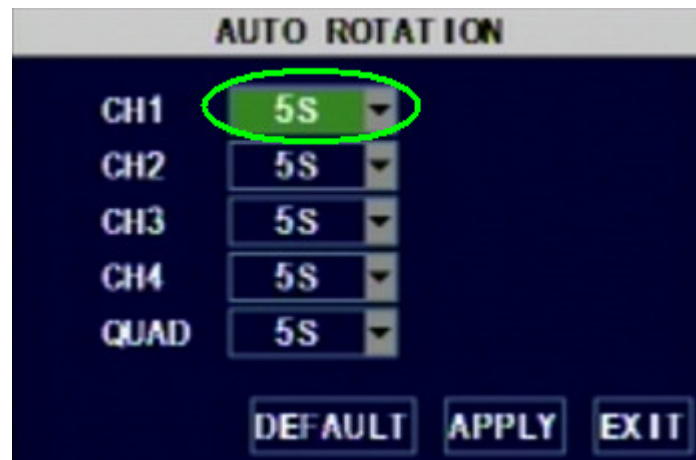 AUTO ROTATION
CH1 5S
CH2 5S
CH3 5S
CH4 5S
QUAD 5S
DEFAULT APPLY EXIT